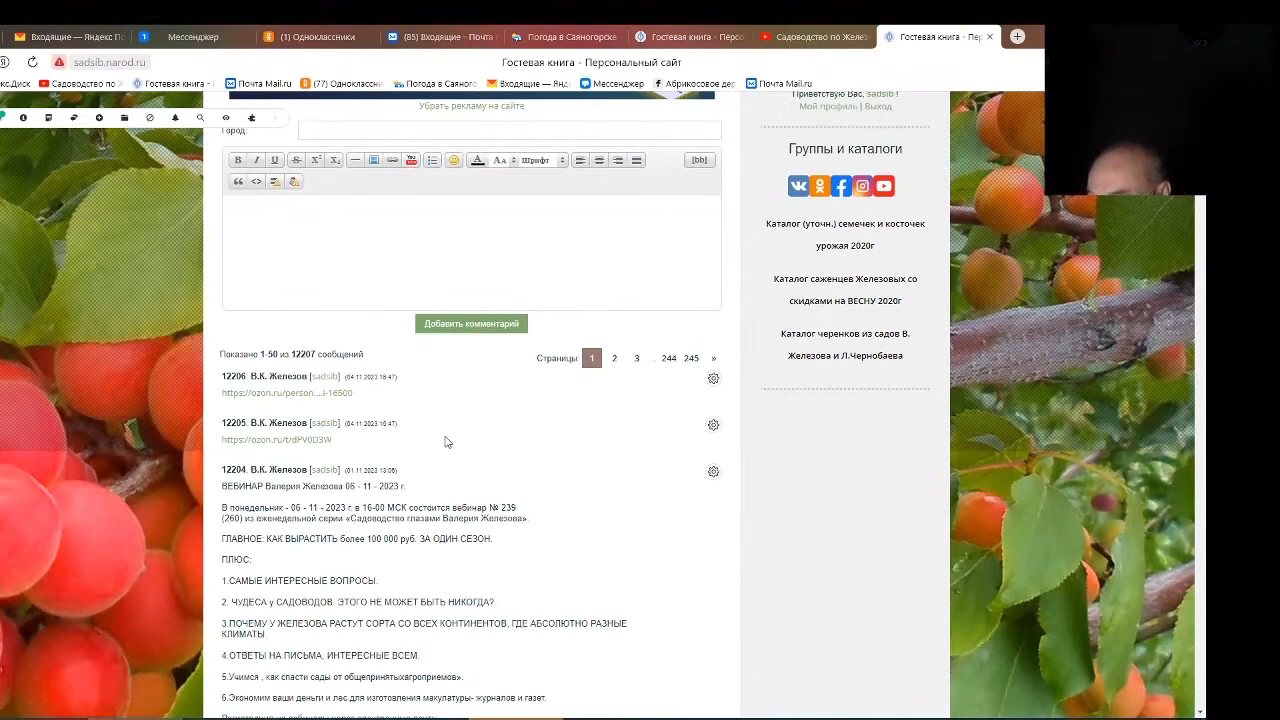 Входящие — Яндекс По
Мессенджер
(1) Одноклассники
(85) Входящие - Почта
Погода в Саяногорске
Гостевая книга - Персо
Садоводство по Желез
Гостевая книга - Пер
sadsib.narod.ru
Гостевая книга - Персональный сайт
с.Диск
Садоводство по
Гостевая книга -
Почта Mail.ru
(77) Одноклассни
Погода в Саяного
Входящие — Янд
Мессенджер
Абрикосовое дер
Почта Mail.ru
Убрать рекламу на сайте
Приветствую Вас, sadsib !
Мой профиль | Выход
Город:
Шрифт
[bb]
Группы и каталоги
Каталог (уточн.) семечек и косточек
урожая 2020г
Каталог саженцев Железовых со
скидками на ВЕСНУ 2020г
Каталог черенков из садов В.
Железова и Л.Чернобаева
Добавить комментарий
Показано 1-50 из 12207 сообщений
Страницы: 1 2 3 ... 244 245 »
12206. В.К. Железов [sadsib] (04.11.2023 16:47)
https://ozon.ru/person....i-16500
12205. В.К. Железов [sadsib] (04.11.2023 16:47)
https://ozon.ru/t/dPV0D3W
12204. В.К. Железов [sadsib] (01.11.2023 13:06)
ВЕБИНАР Валерия Железова 06 - 11 - 2023 г.
В понедельник - 06 - 11 - 2023 г. в 16-00 МСК состоится вебинар № 239
(260) из еженедельной серии «Садоводство глазами Валерия Железова».
ГЛАВНОЕ: КАК ВЫРАСТИТЬ более 100 000 руб. ЗА ОДИН СЕЗОН.
ПЛЮС:
1.САМЫЕ ИНТЕРЕСНЫЕ ВОПРОСЫ.
2. ЧУДЕСА у САДОВОДОВ. ЭТОГО НЕ МОЖЕТ БЫТЬ НИКОГДА?
3.ПОЧЕМУ У ЖЕЛЕЗОВА РАСТУТ СОРТА СО ВСЕХ КОНТИНЕНТОВ, ГДЕ АБСОЛЮТНО РАЗНЫЕ
КЛИМАТЫ.
4.ОТВЕТЫ НА ПИСЬМА, ИНТЕРЕСНЫЕ ВСЕМ.
5.Учимся , как спасти сады от общепринятыхагроприемов».
6.Экономим ваши деньги и лес для изготовления макулатуры- журналов и газет.